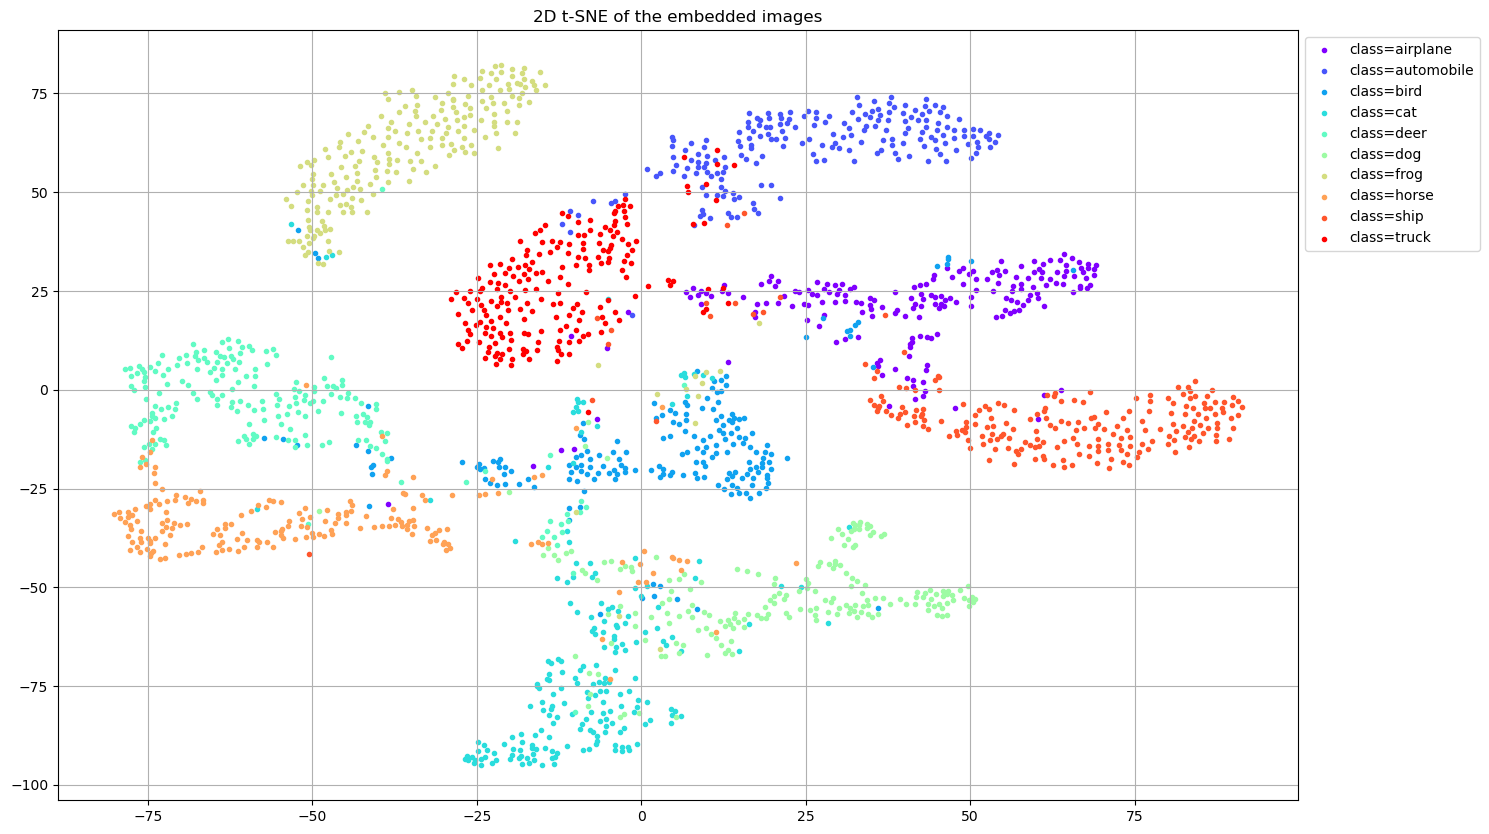 2D t-SNE of the embedded images
class=airplane
class=automobile
class=bird
class=cat
class=deer
class=dog
class=frog
class=horse
class=ship
class=truck
75
50
25
0
−25
−50
−75
−100
−75 −50 −25 0 25 50 75